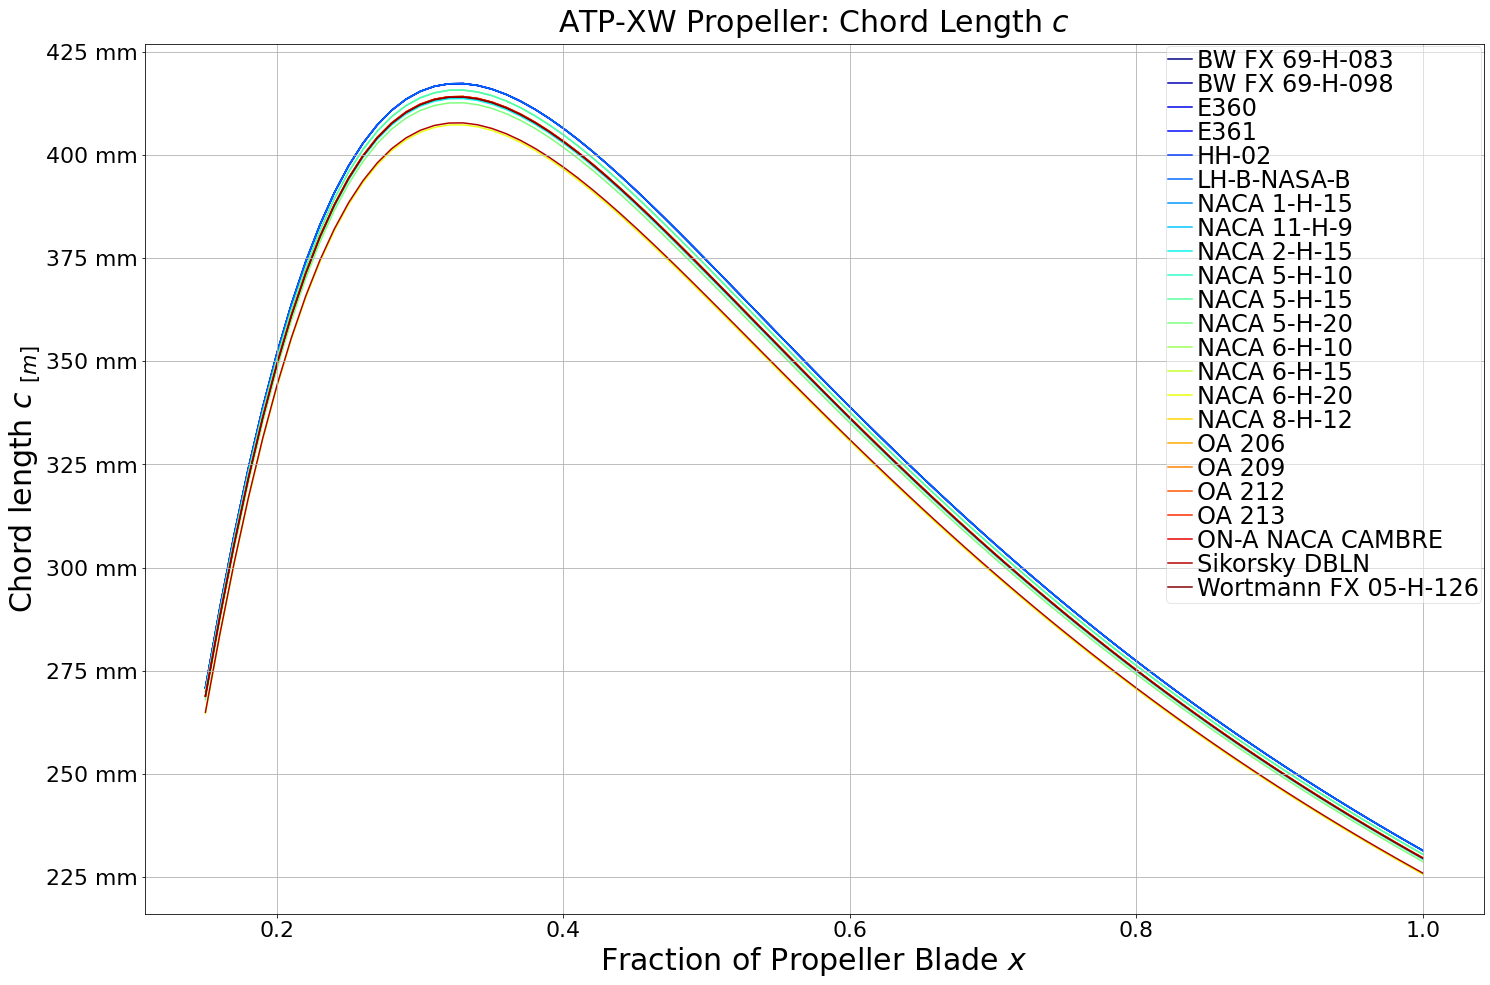 ATP-XW Propeller: Chord Length c
425 mm
400 mm
375 mm
350 mm
325 mm
300 mm
275 mm
250 mm
225 mm
Chord length c [m]
BW FX 69-H-083
BW FX 69-H-098
E360
E361
HH-02
LH-B-NASA-B
NACA 1-H-15
NACA 11-H-9
NACA 2-H-15
NACA 5-H-10
NACA 5-H-15
NACA 5-H-20
NACA 6-H-10
NACA 6-H-15
NACA 6-H-20
NACA 8-H-12
OA 206
OA 209
OA 212
OA 213
ON-A NACA CAMBRE
Sikorsky DBLN
Wortmann FX 05-H-126
0.2 0.4 0.6 0.8 1.0
Fraction of Propeller Blade x